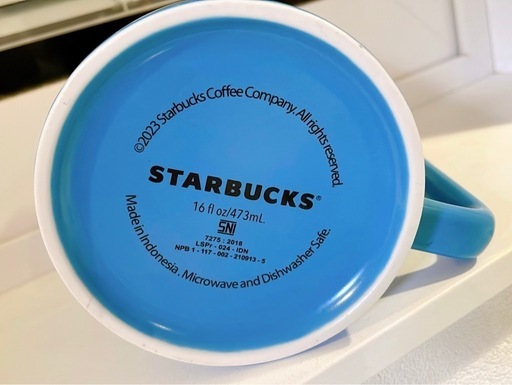 ©2023 Starbucks Coffee Company. All rights reserved.
STARBUCKS®
16 fl oz/473mL.
SNI
7275 : 2018
LSPr - 024 - IDN
NPB 1 - 117 - 002 - 210913 - 5
Made in Indonesia. Microwave and Dishwasher Safe.